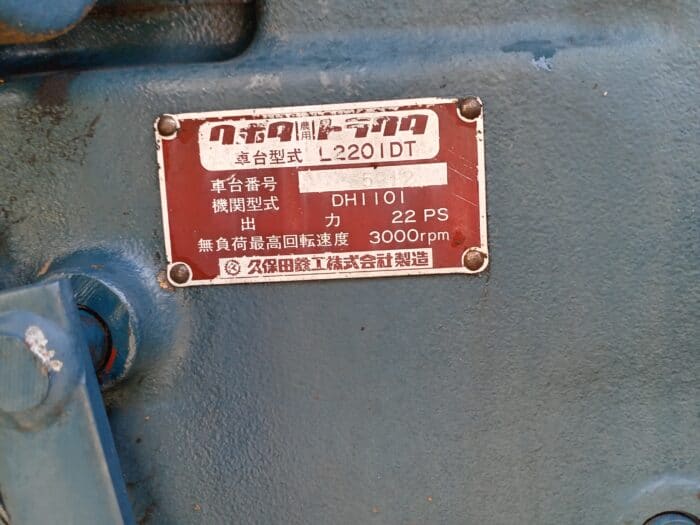 クボタ農用トラクタ
車台型式 L2201DT
車台番号
機関型式 DH1101
出力 22 PS
無負荷最高回転速度 3000rpm
久保田鉄工株式会社製造